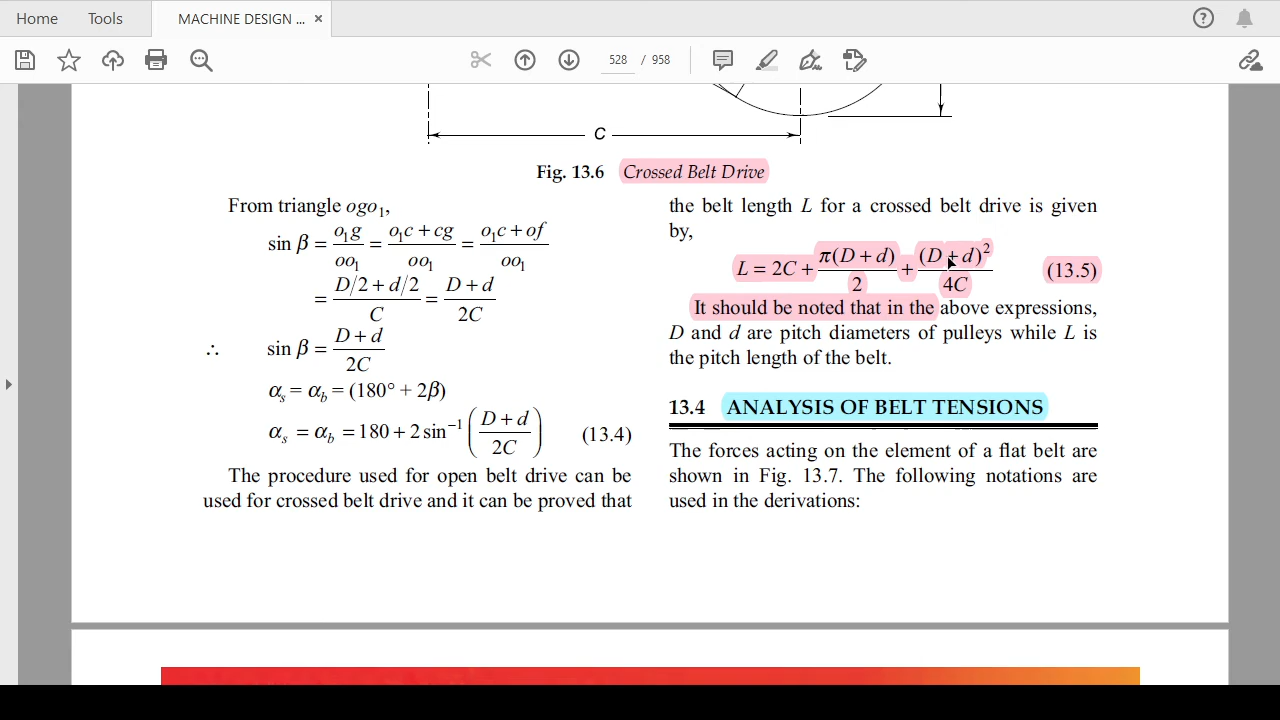 Home Tools MACHINE DESIGN ... ×
528 / 958
C
Fig. 13.6 Crossed Belt Drive
From triangle ogo₁,
sin β = o₁g/oo₁ = (o₁c + cg)/oo₁ = (o₁c + of)/oo₁
= (D/2 + d/2)/C = (D + d)/2C
∴ sin β = (D + d)/2C
αₛ = α_b = (180° + 2β)
αₛ = α_b = 180 + 2 sin⁻¹ ((D + d)/2C) (13.4)
The procedure used for open belt drive can be
used for crossed belt drive and it can be proved that
the belt length L for a crossed belt drive is given
by,
L = 2C + π(D + d)/2 + (D + d)²/4C (13.5)
It should be noted that in the above expressions,
D and d are pitch diameters of pulleys while L is
the pitch length of the belt.
13.4 ANALYSIS OF BELT TENSIONS
The forces acting on the element of a flat belt are
shown in Fig. 13.7. The following notations are
used in the derivations: